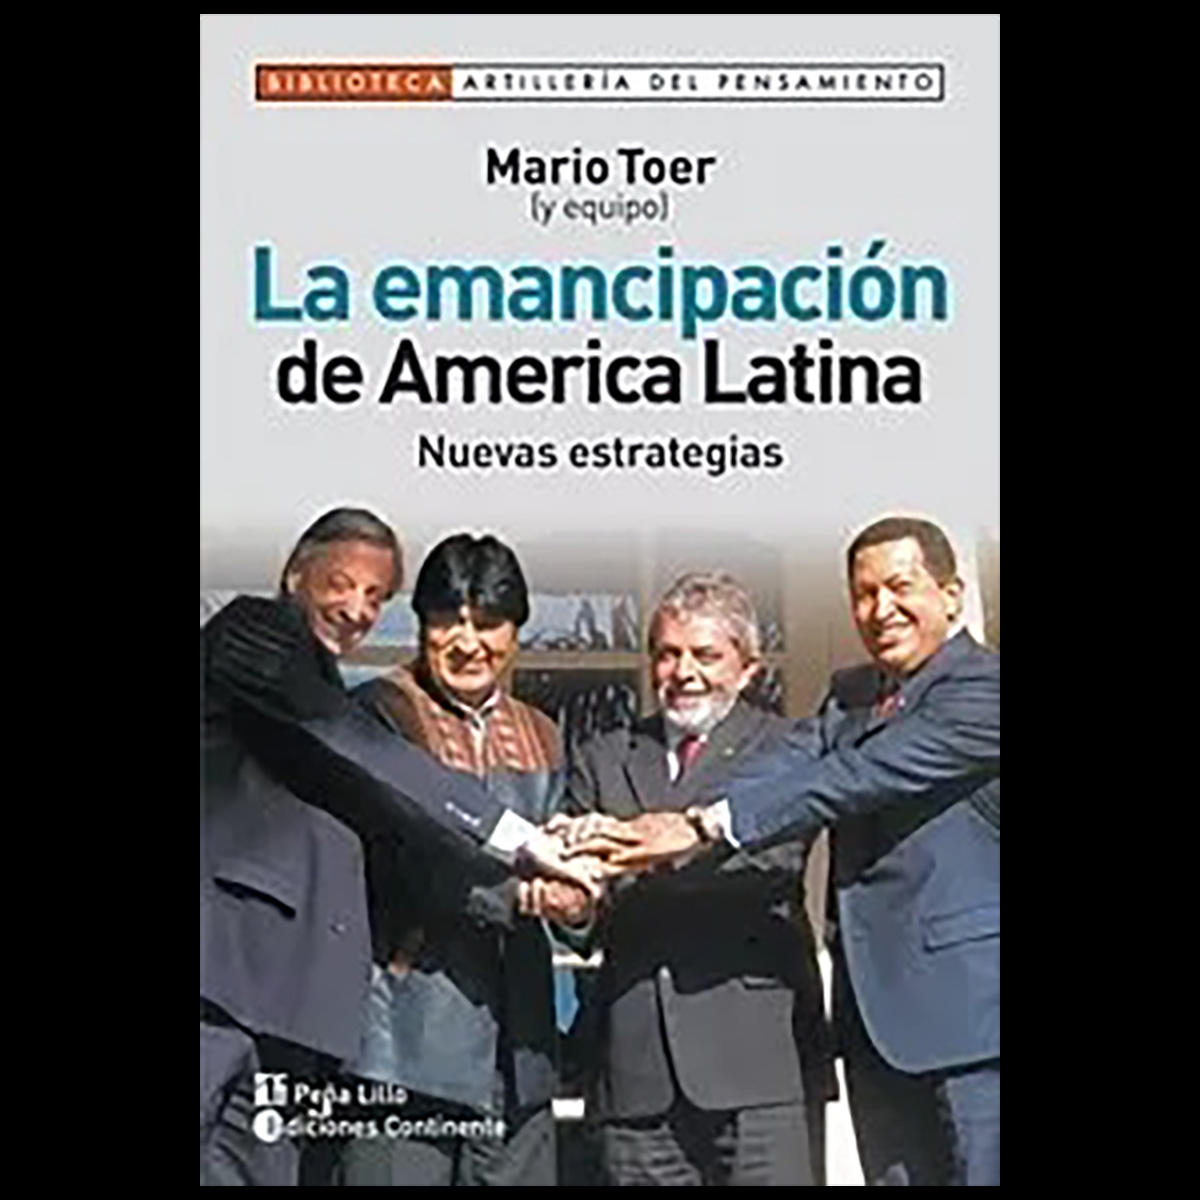 BIBLIOTECA ARTILLERÍA DEL PENSAMIENTO
Mario Toer
(y equipo)
La emancipación
de America Latina
Nuevas estrategias
Peña Lillo
Ediciones Continente